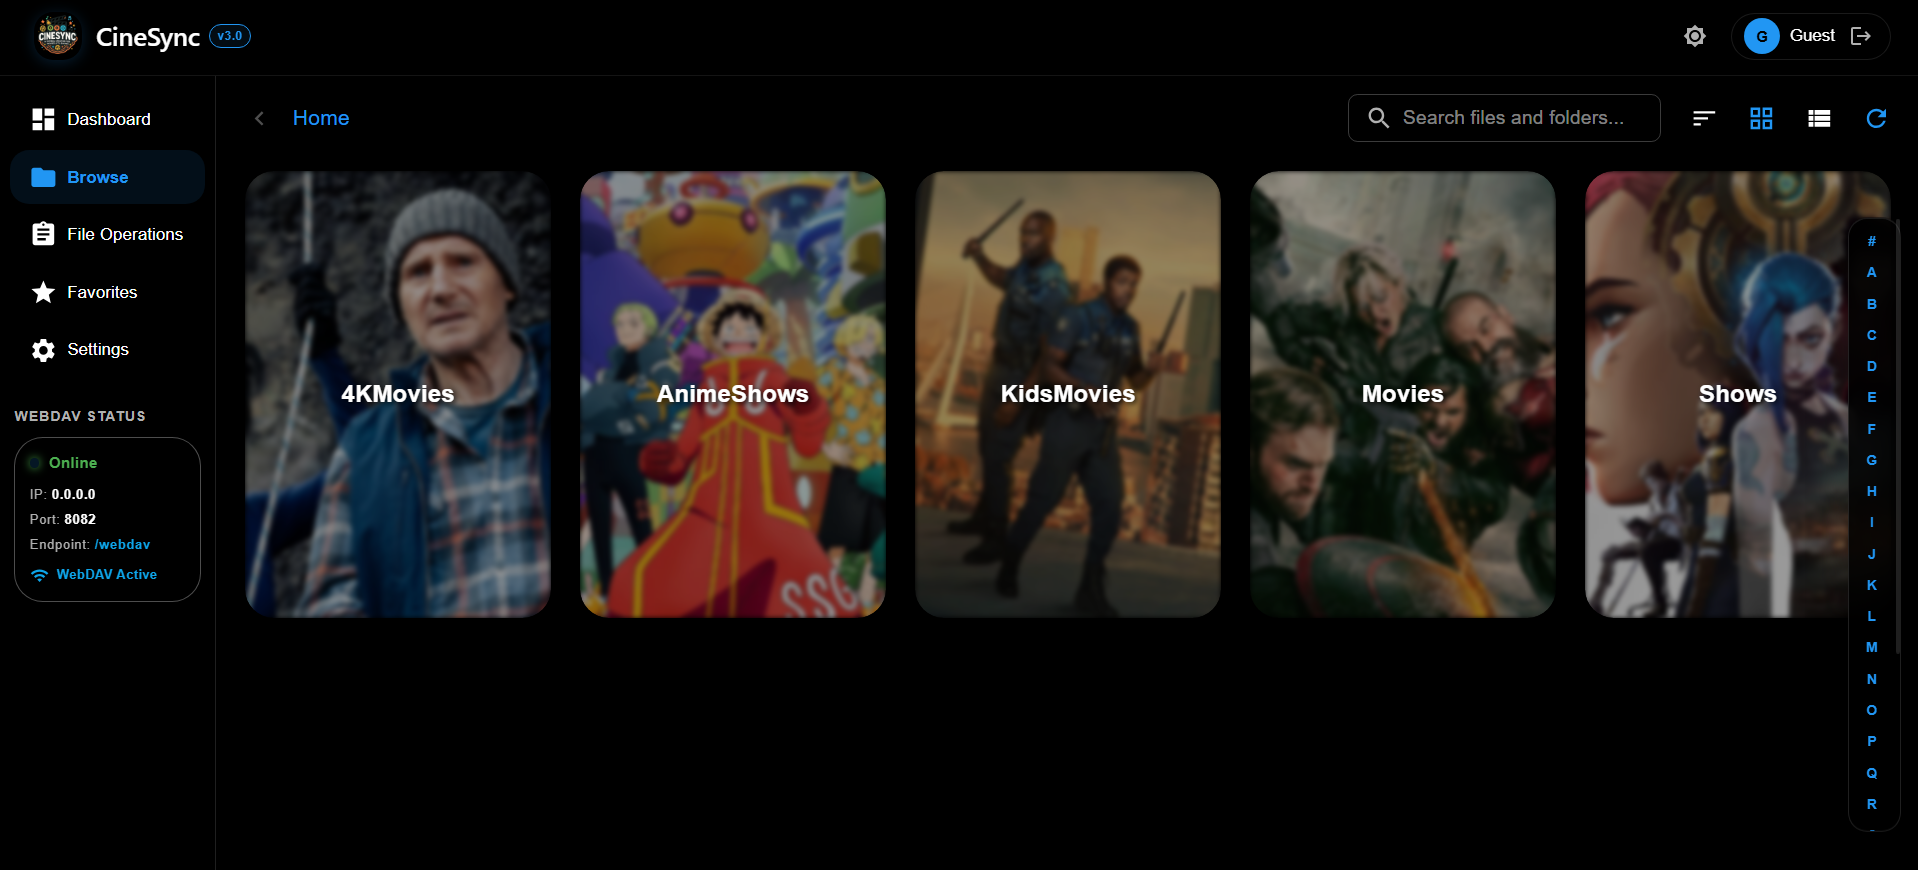 CINESYNC
CineSync v3.0
G Guest
Dashboard
Browse
File Operations
Favorites
Settings
WEBDAV STATUS
Online
IP: 0.0.0.0
Port: 8082
Endpoint: /webdav
WebDAV Active
Home
Search files and folders...
4KMovies
AnimeShows
SSG
KidsMovies
Movies
Shows
#
A
B
C
D
E
F
G
H
I
J
K
L
M
N
O
P
Q
R